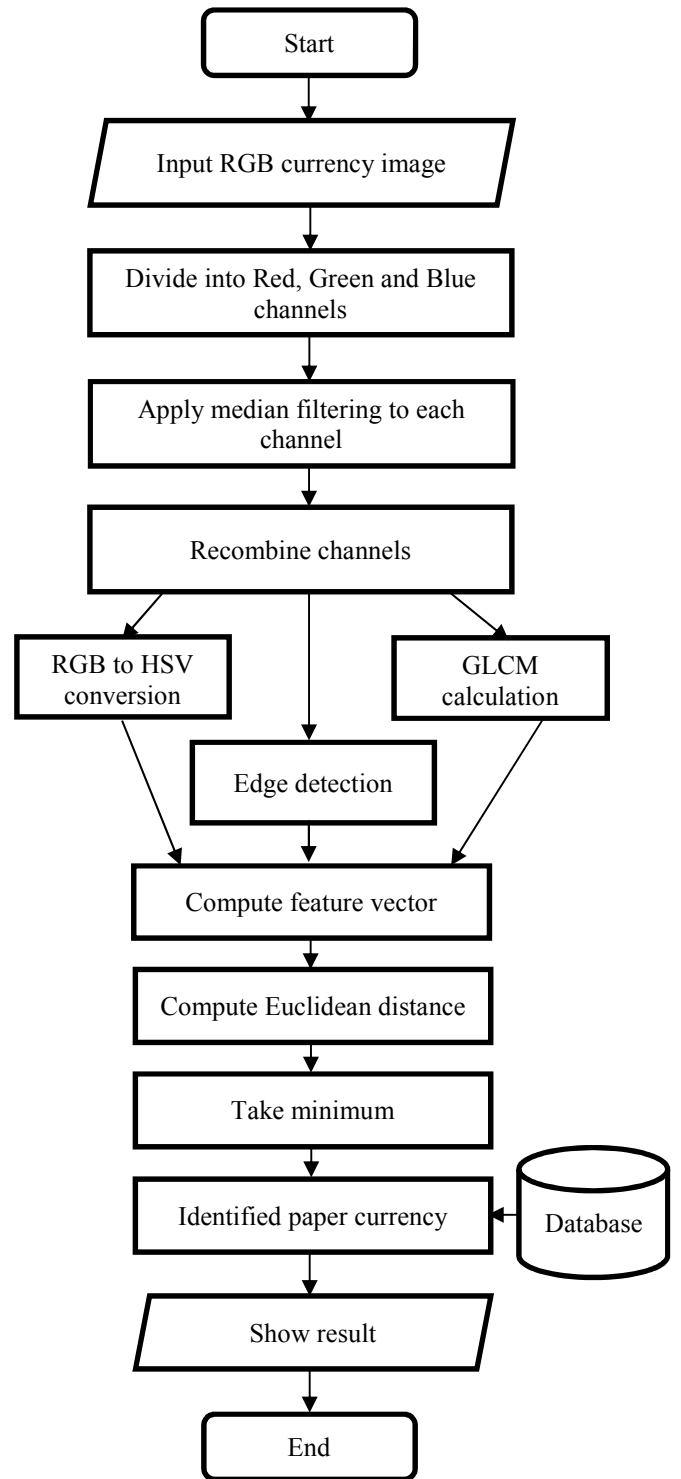 Start
Input RGB currency image
Divide into Red, Green and Blue
channels
Apply median filtering to each
channel
Recombine channels
RGB to HSV
conversion
GLCM
calculation
Edge detection
Compute feature vector
Compute Euclidean distance
Take minimum
Identified paper currency
Database
Show result
End